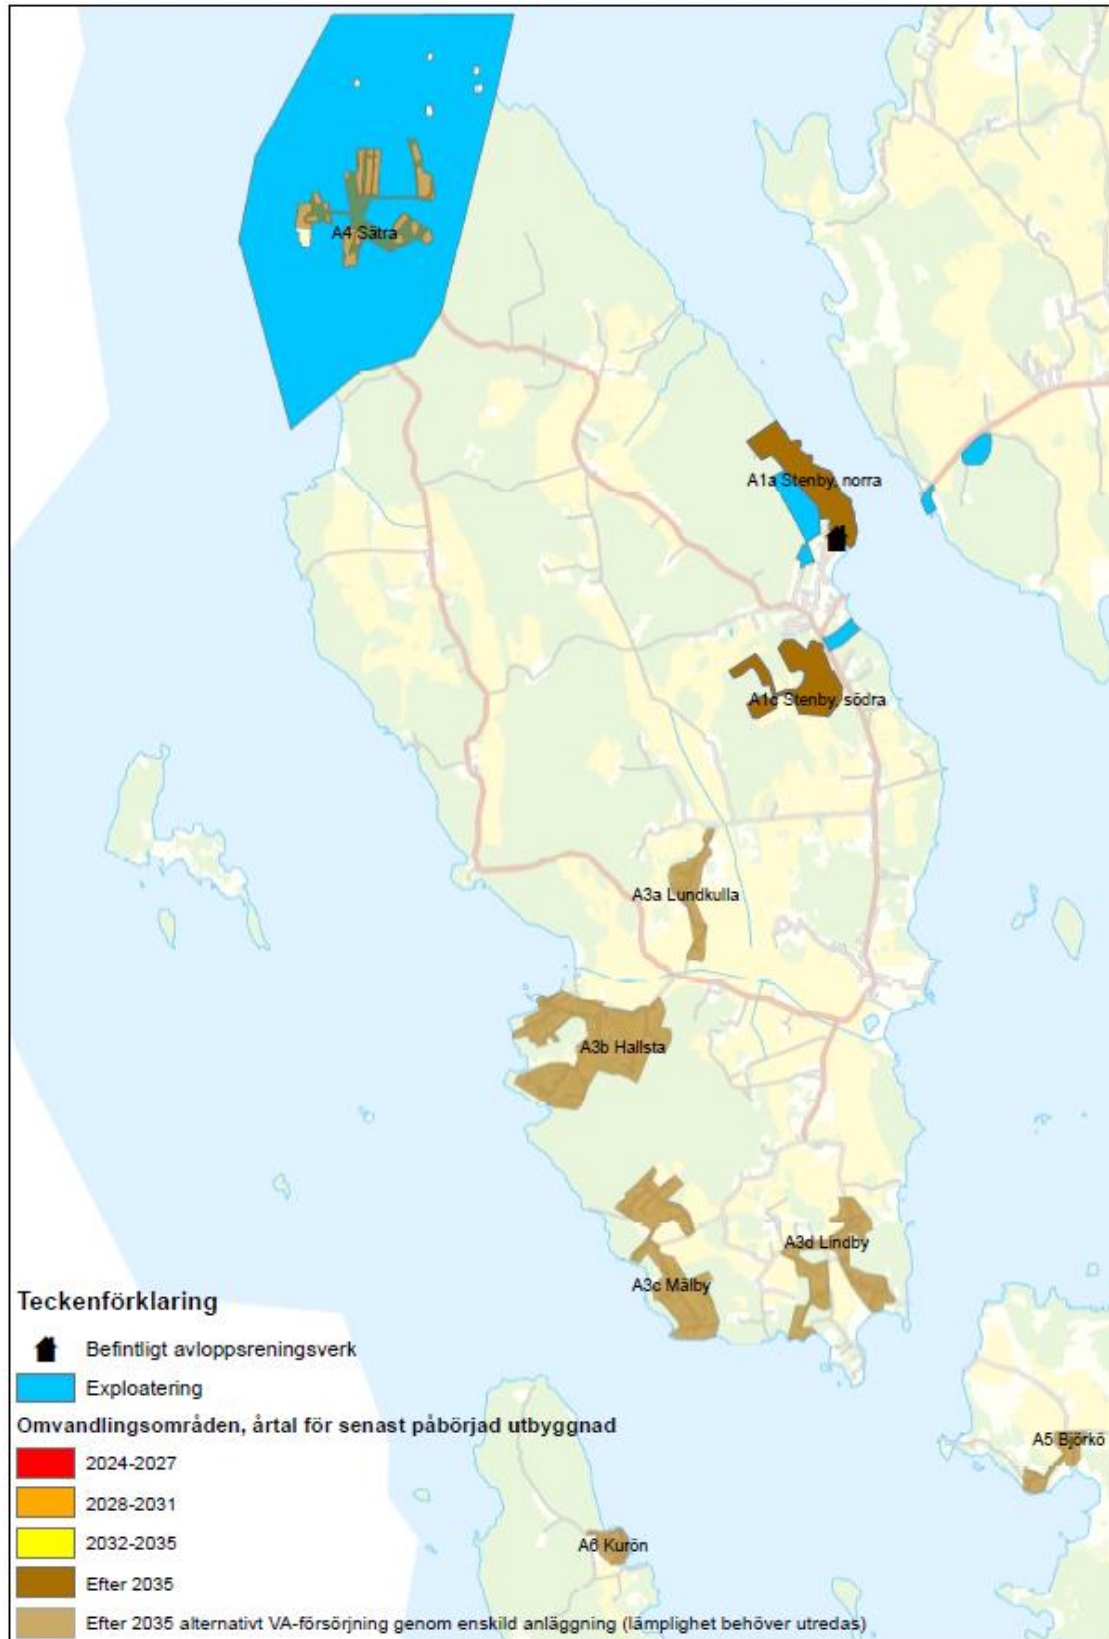 A4 Sätra
A1a Stenby, norra
A1c Stenby, södra
A3a Lundkulla
A3b Hallsta
A3d Lindby
A3c Målby
Teckenförklaring
Befintligt avloppsreningsverk
Exploatering
Omvandlingsområden, årtal för senast påbörjad utbyggnad
2024-2027
2028-2031
2032-2035
Efter 2035
Efter 2035 alternativt VA-försörjning genom enskild anläggning (lämplighet behöver utredas)
A5 Björkö
A6 Kurön